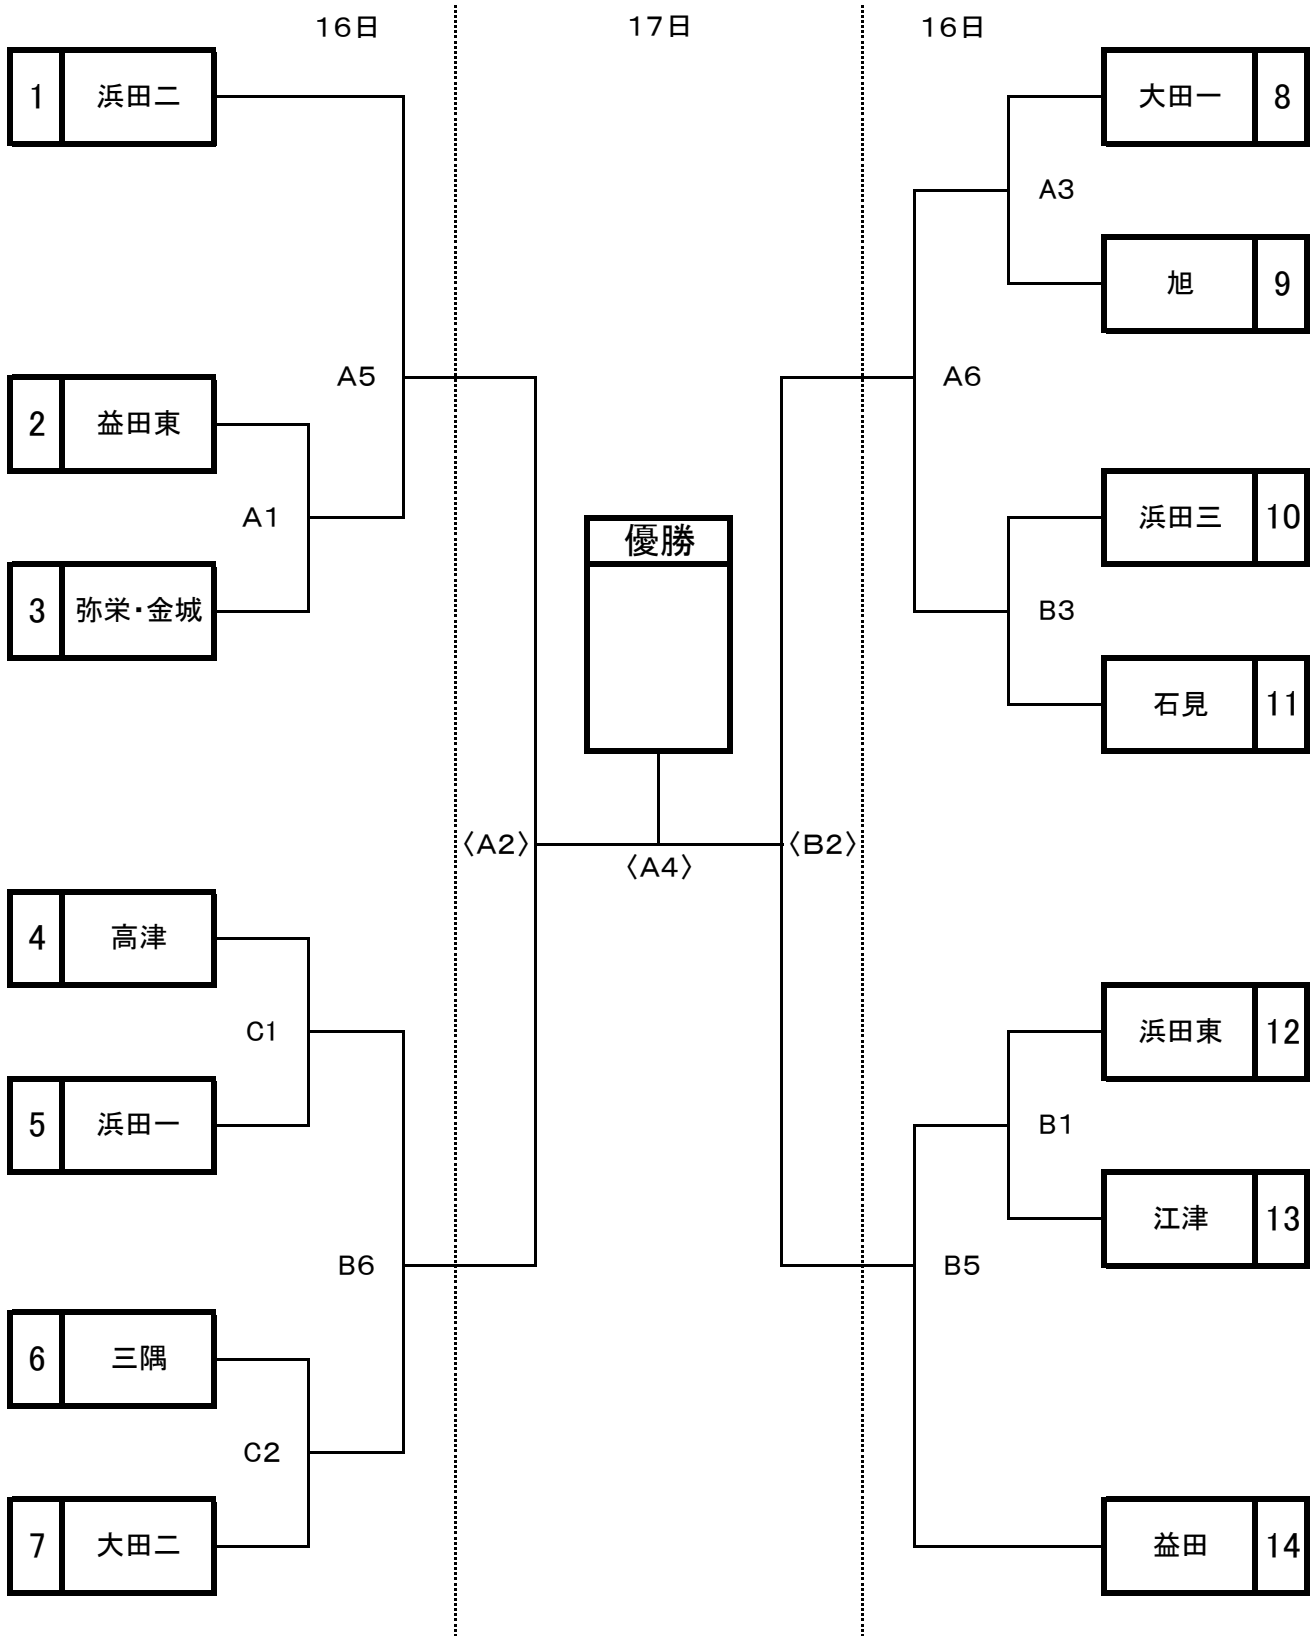 16日
17日
16日
1 浜田二
大田一 8
A3
旭 9
A5
A6
2 益田東
A1
浜田三 10
優勝
3 弥栄・金城
B3
石見 11
〈A2〉
〈B2〉
〈A4〉
4 高津
C1
浜田東 12
5 浜田一
B1
江津 13
B6
B5
6 三隅
C2
7 大田二
益田 14